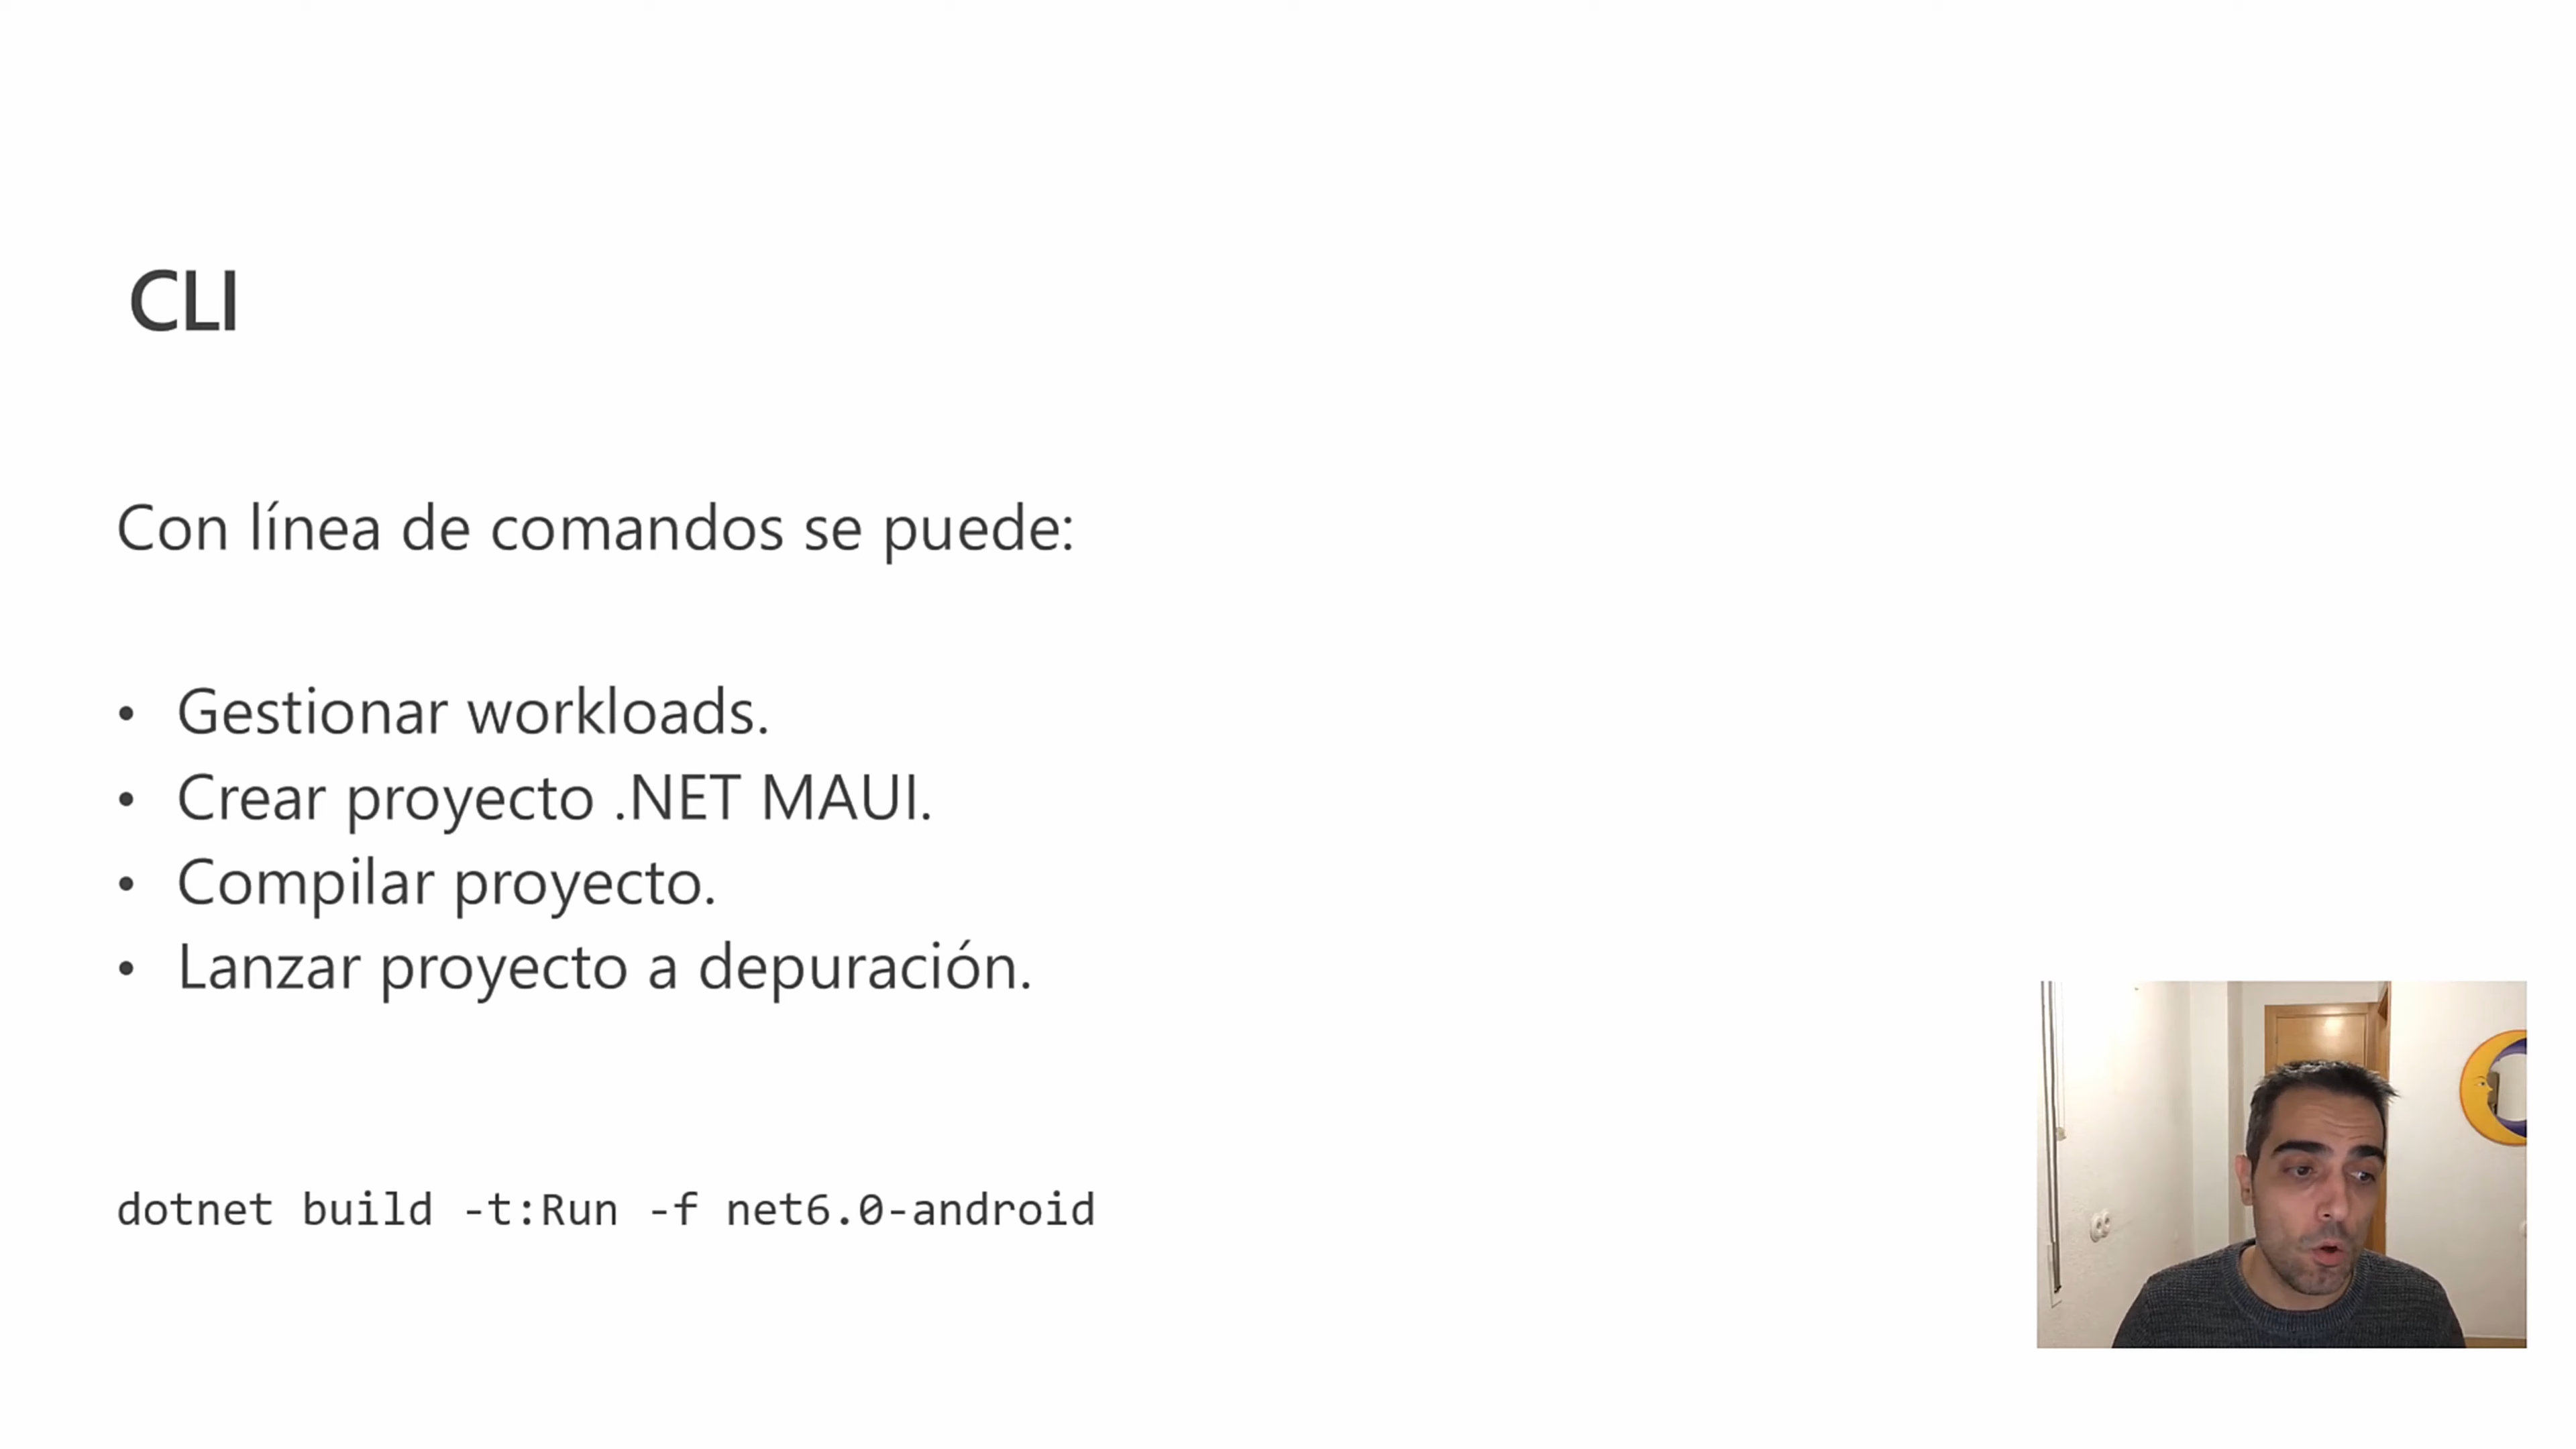 CLI
Con línea de comandos se puede:
• Gestionar workloads.
• Crear proyecto .NET MAUI.
• Compilar proyecto.
• Lanzar proyecto a depuración.
dotnet build -t:Run -f net6.0-android